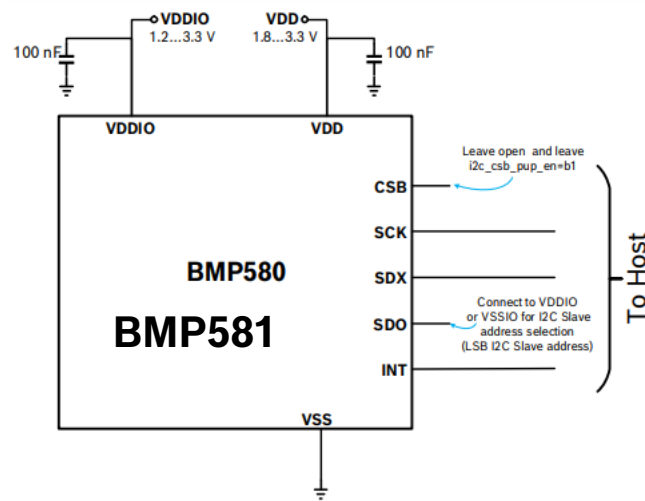 VDDIO
1.2...3.3 V
VDD
1.8...3.3 V
100 nF
100 nF
VDDIO
VDD
Leave open and leave
i2c_csb_pup_en=b1
CSB
SCK
BMP580
SDX
BMP581
Connect to VDDIO
or VSSIO for I2C Slave
address selection
(LSB I2C Slave address)
SDO
INT
VSS
To Host